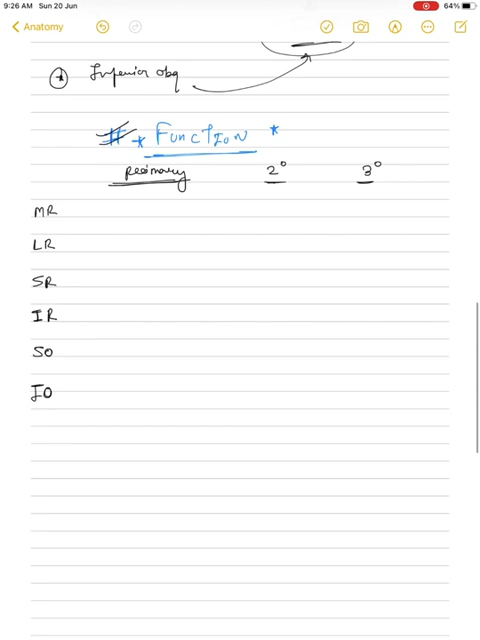 9:26 AM Sun 20 Jun 64%
Anatomy
Inferior obq
# * FUNCTION *
Primary 2° 3°
MR
LR
SR
IR
SO
IO